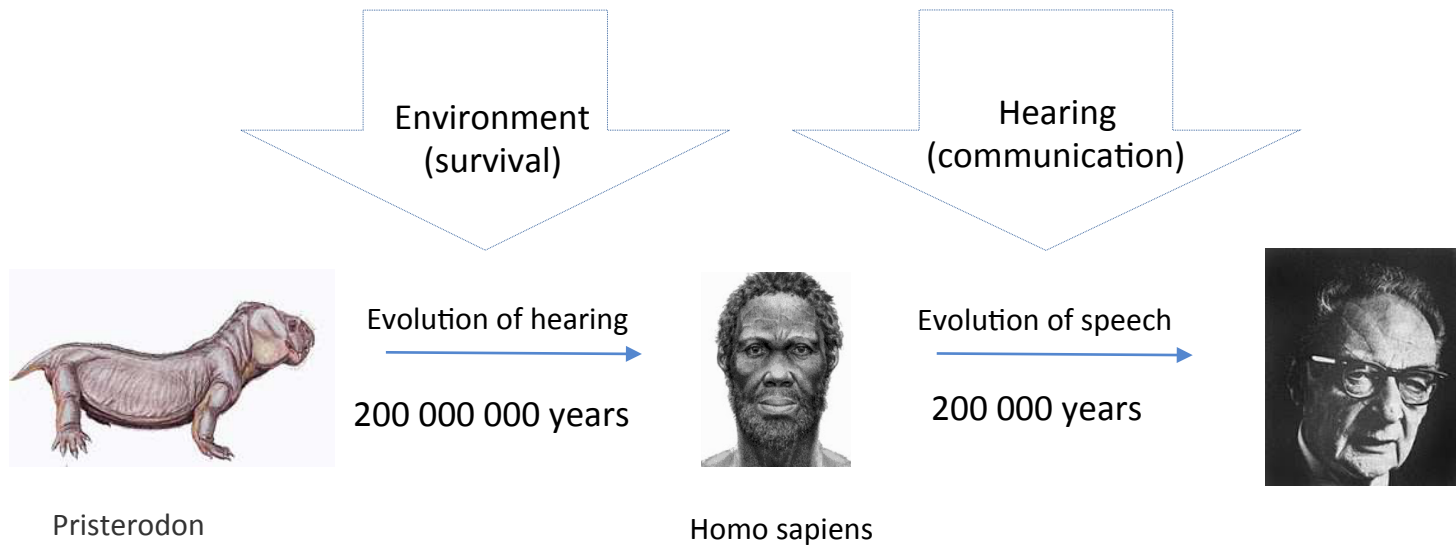 Environment
(survival)
Hearing
(communication)
Evolution of hearing
200 000 000 years
Evolution of speech
200 000 years
Pristerodon
Homo sapiens